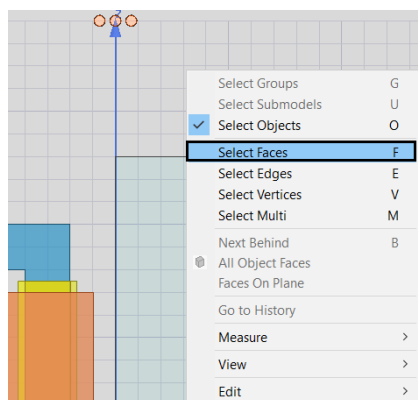 Select Groups G
Select Submodels U
Select Objects O
Select Faces F
Select Edges E
Select Vertices V
Select Multi M
Next Behind B
All Object Faces
Faces On Plane
Go to History
Measure
View
Edit